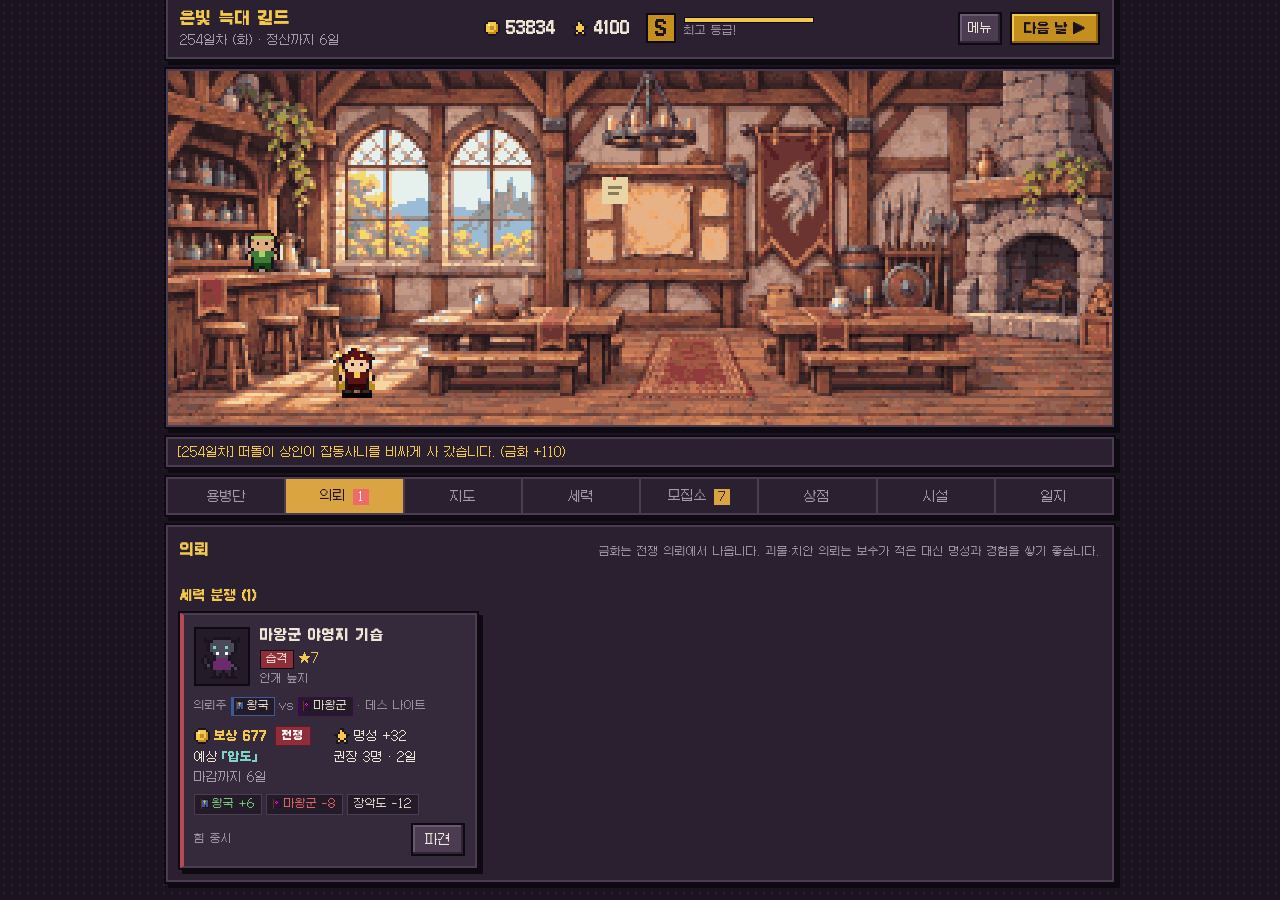 은빛 늑대 길드
254일차 (화) · 정산까지 6일
53834 4100 S 최고 등급!
메뉴 다음 날 ▶
[254일차] 떠돌이 상인이 잡동사니를 비싸게 사 갔습니다. (금화 +110)
용병단 의뢰 1 지도 세력 모집소 7 상점 시설 일지
의뢰 금화는 전쟁 의뢰에서 나옵니다. 괴물·치안 의뢰는 보수가 적은 대신 명성과 경험을 쌓기 좋습니다.
세력 분쟁 (1)
마왕군 야영지 기습
습격 ★7
안개 늪지
의뢰주 왕국 vs 마왕군 · 데스 나이트
보상 677 전쟁 명성 +32
예상 「압도」 권장 3명 · 2일
마감까지 6일
왕국 +6 마왕군 -8 장악도 -12
힘 중시 파견